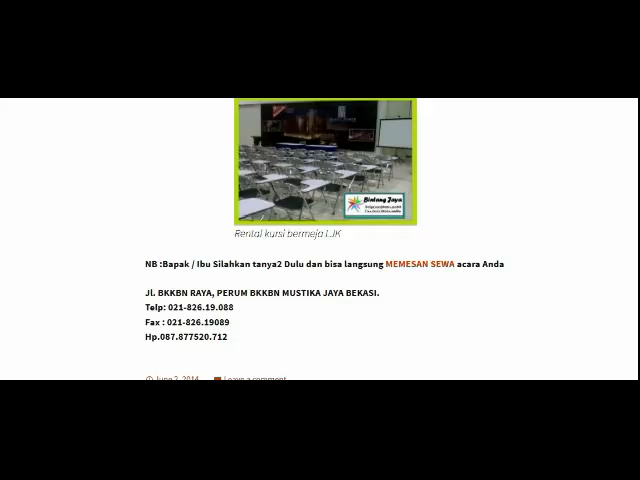 Bintang Jaya
Rental kursi bermeja LJK
NB :Bapak / Ibu Silahkan tanya2 Dulu dan bisa langsung MEMESAN SEWA acara Anda
Jl. BKKBN RAYA, PERUM BKKBN MUSTIKA JAYA BEKASI.
Telp: 021-826.19.088
Fax : 021-826.19089
Hp.087.877520.712
June 2, 2014 Leave a comment